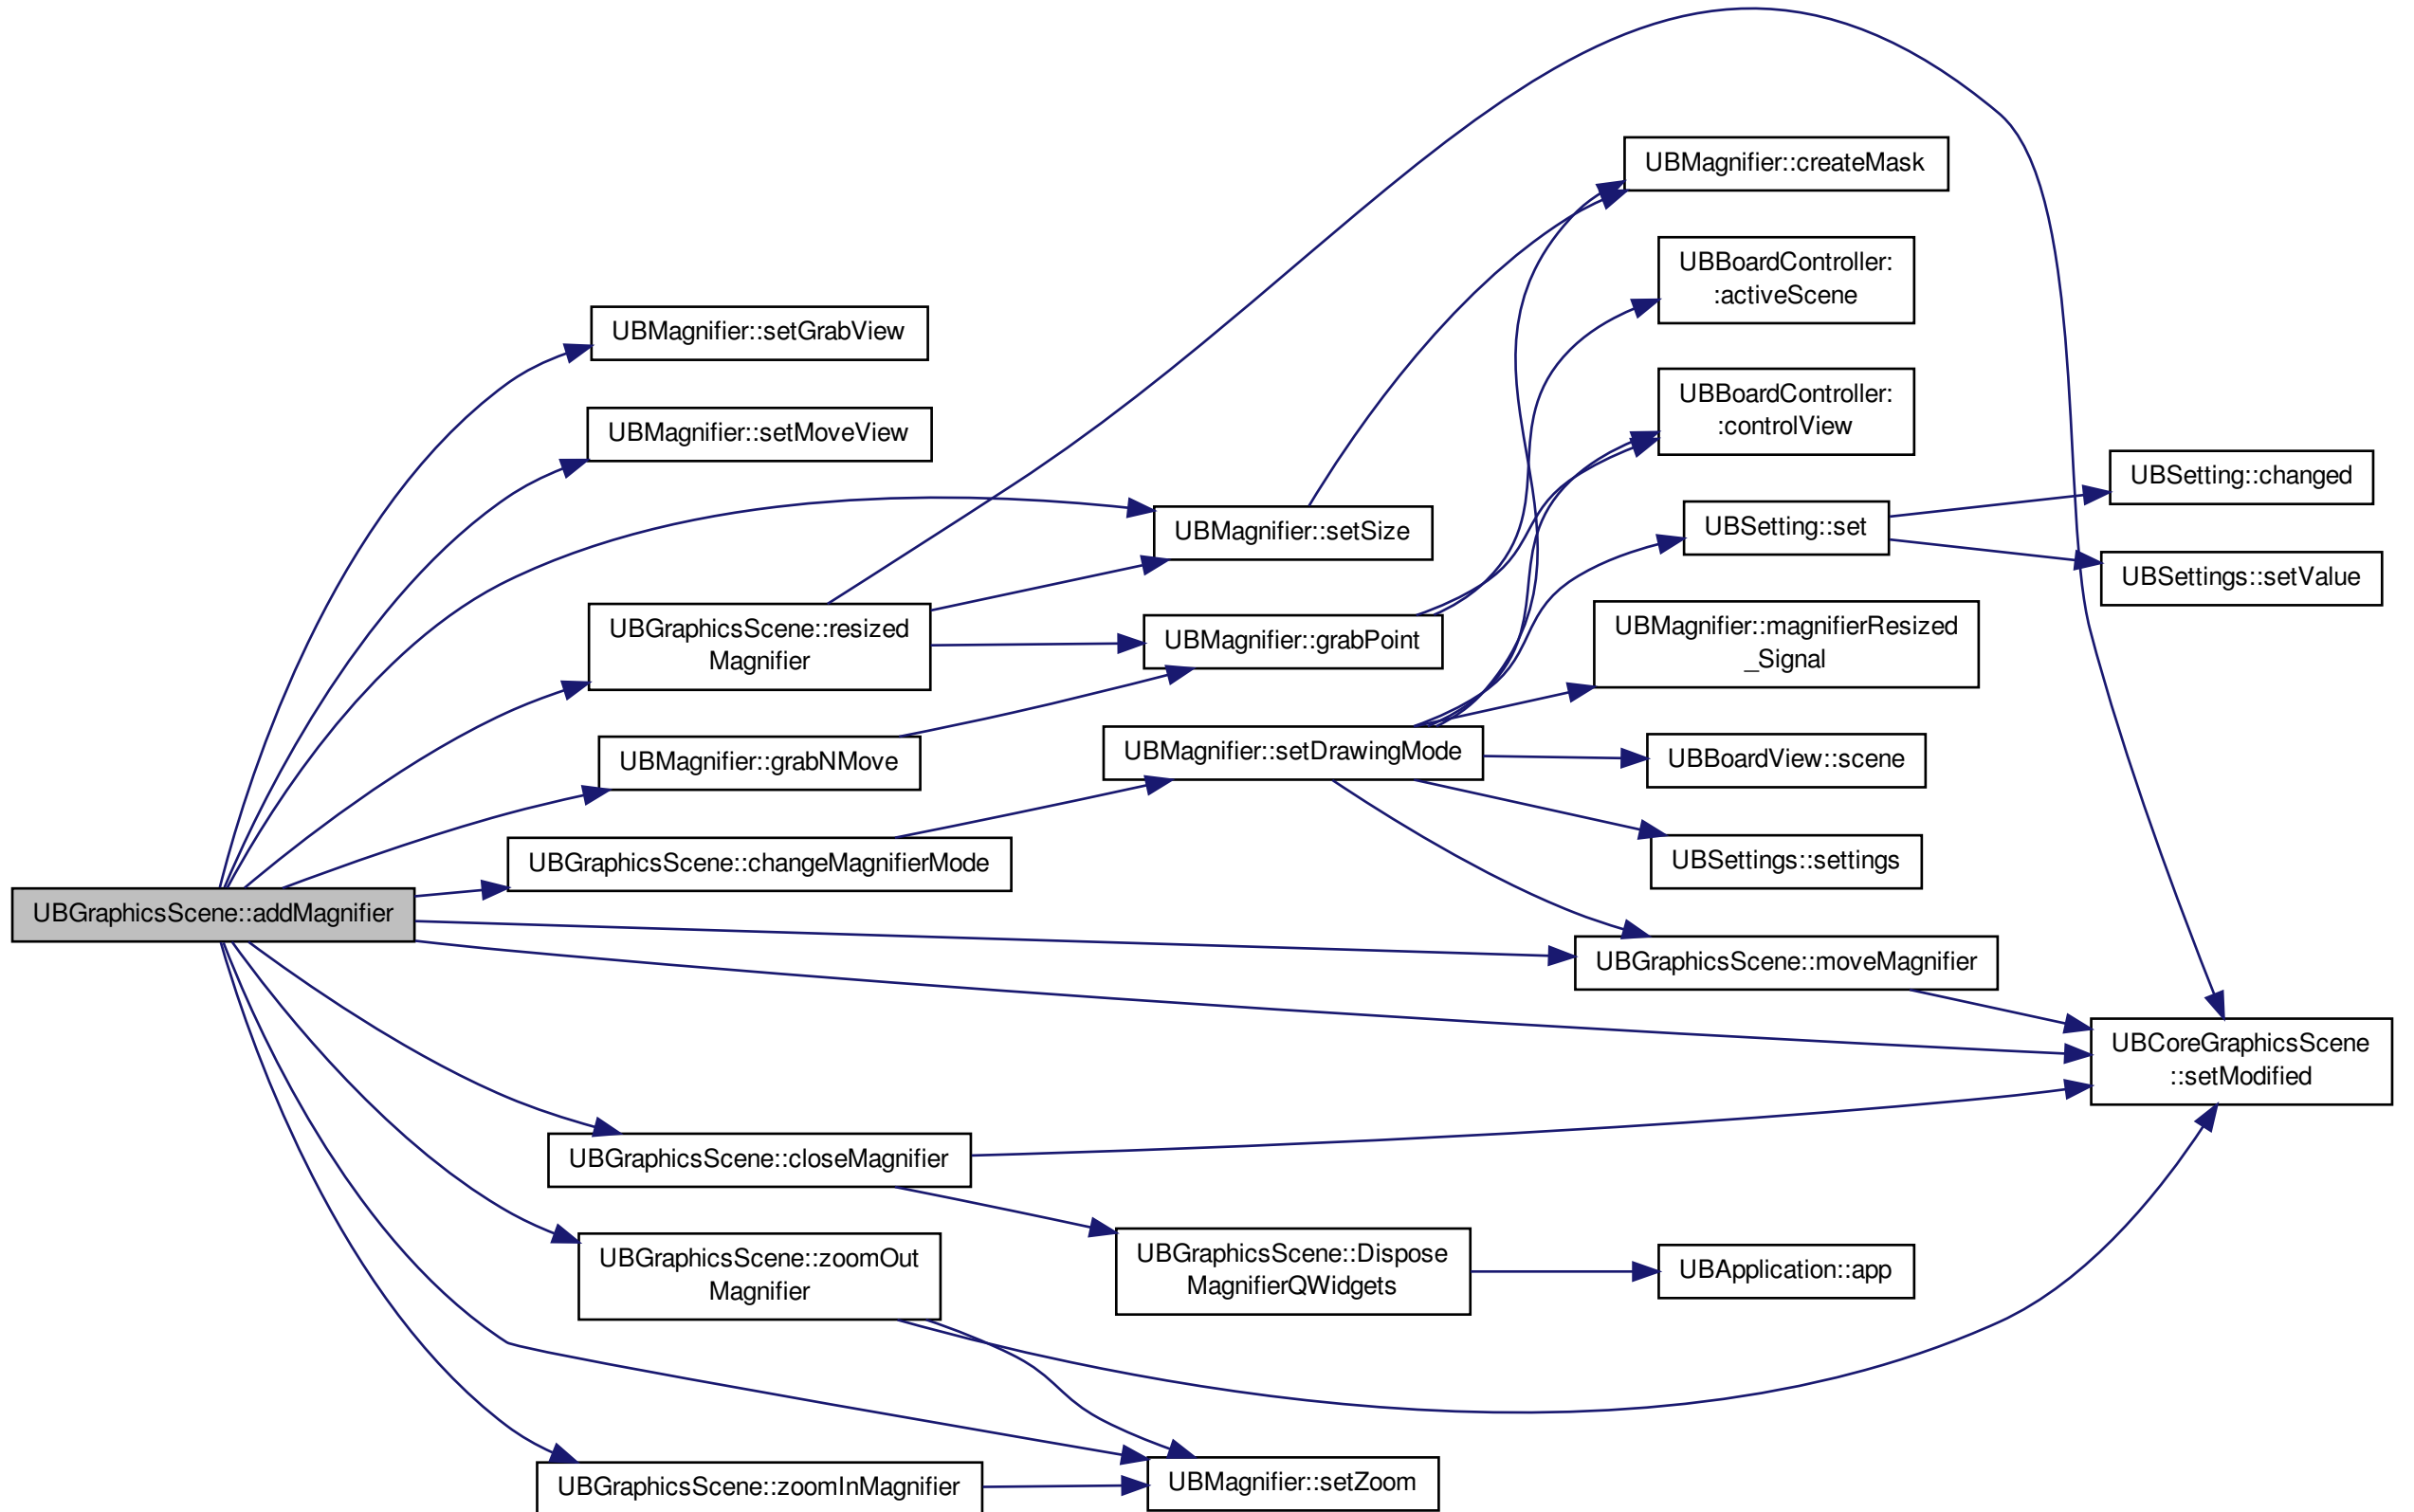 UBMagnifier::createMask
UBBoardController:
:activeScene
UBMagnifier::setGrabView
UBBoardController:
:controlView
UBMagnifier::setMoveView
UBSetting::changed
UBMagnifier::setSize
UBSetting::set
UBSettings::setValue
UBGraphicsScene::resized
Magnifier
UBMagnifier::grabPoint
UBMagnifier::magnifierResized
_Signal
UBMagnifier::grabNMove
UBMagnifier::setDrawingMode
UBBoardView::scene
UBGraphicsScene::changeMagnifierMode
UBSettings::settings
UBGraphicsScene::addMagnifier
UBGraphicsScene::moveMagnifier
UBCoreGraphicsScene
::setModified
UBGraphicsScene::closeMagnifier
UBGraphicsScene::zoomOut
Magnifier
UBGraphicsScene::Dispose
MagnifierQWidgets
UBApplication::app
UBGraphicsScene::zoomInMagnifier
UBMagnifier::setZoom